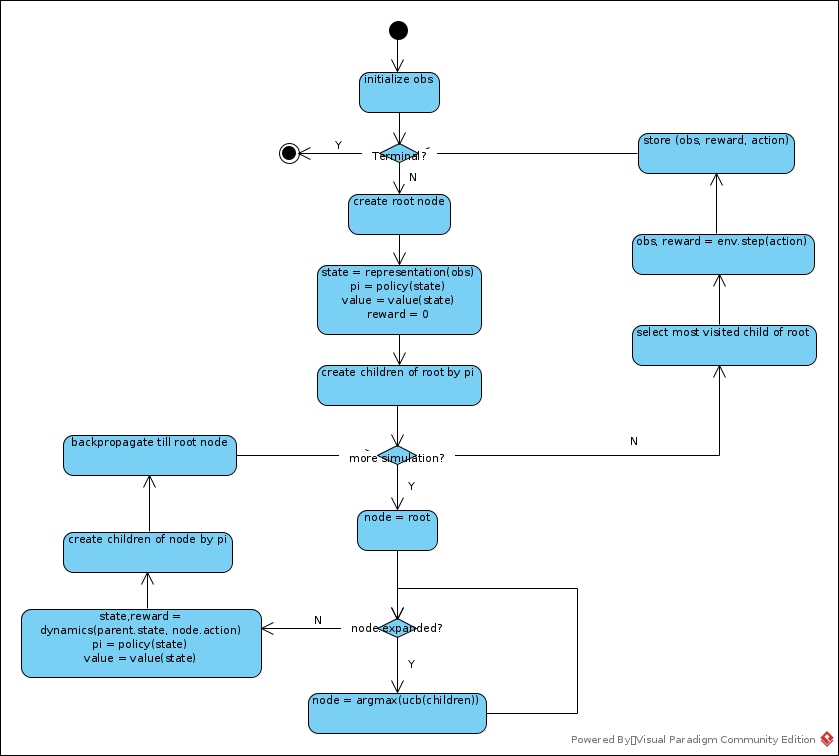 initialize obs
Y
Terminal?
store (obs, reward, action)
N
create root node
obs, reward = env.step(action)
state = representation(obs)
pi = policy(state)
value = value(state)
reward = 0
select most visited child of root
create children of root by pi
backpropagate till root node
more simulation?
N
Y
node = root
create children of node by pi
state,reward =
dynamics(parent.state, node.action)
pi = policy(state)
value = value(state)
N
node expanded?
Y
node = argmax(ucb(children))
Powered By Visual Paradigm Community Edition